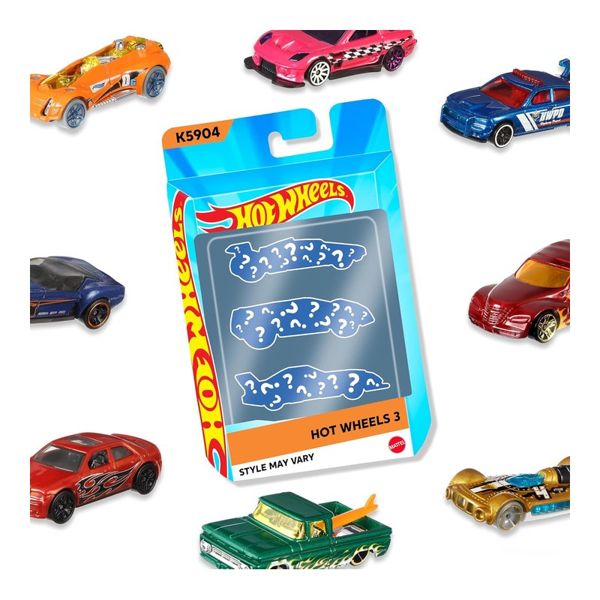 K5904
HOT WHEELS
HOT WHEELS
HWPD
HOT WHEELS 3
MATTEL
STYLE MAY VARY